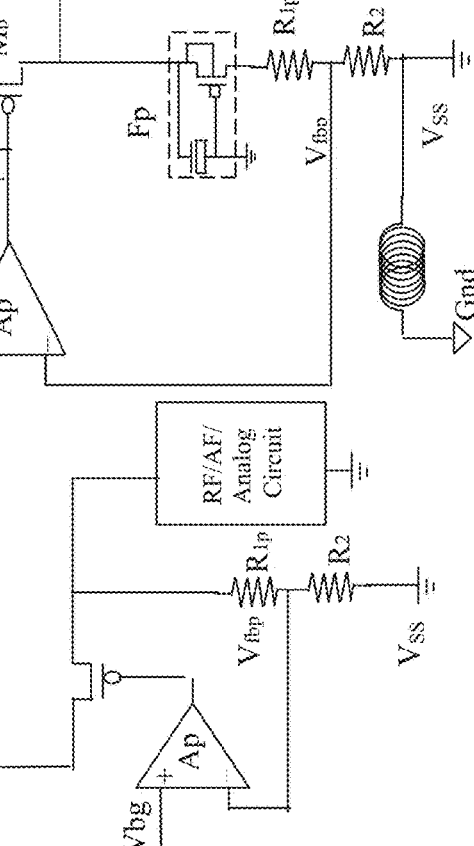 Fp
R1p
R2
Vfbp
VSS
Ap
Gnd
RF/AF/
Analog
Circuit
R1p
R2
Vfbp
VSS
Ap
+
Vbg